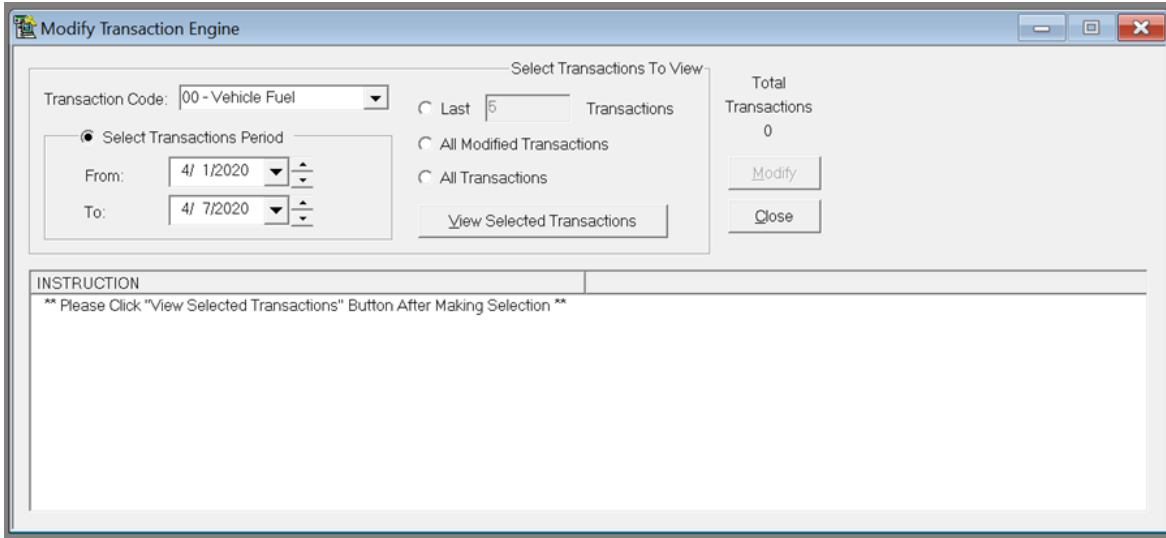 Modify Transaction Engine
Select Transactions To View
Transaction Code: 00 - Vehicle Fuel
Select Transactions Period
From: 4/ 1/2020
To: 4/ 7/2020
Last 5 Transactions
All Modified Transactions
All Transactions
View Selected Transactions
Total
Transactions
0
Modify
Close
INSTRUCTION
** Please Click "View Selected Transactions" Button After Making Selection **